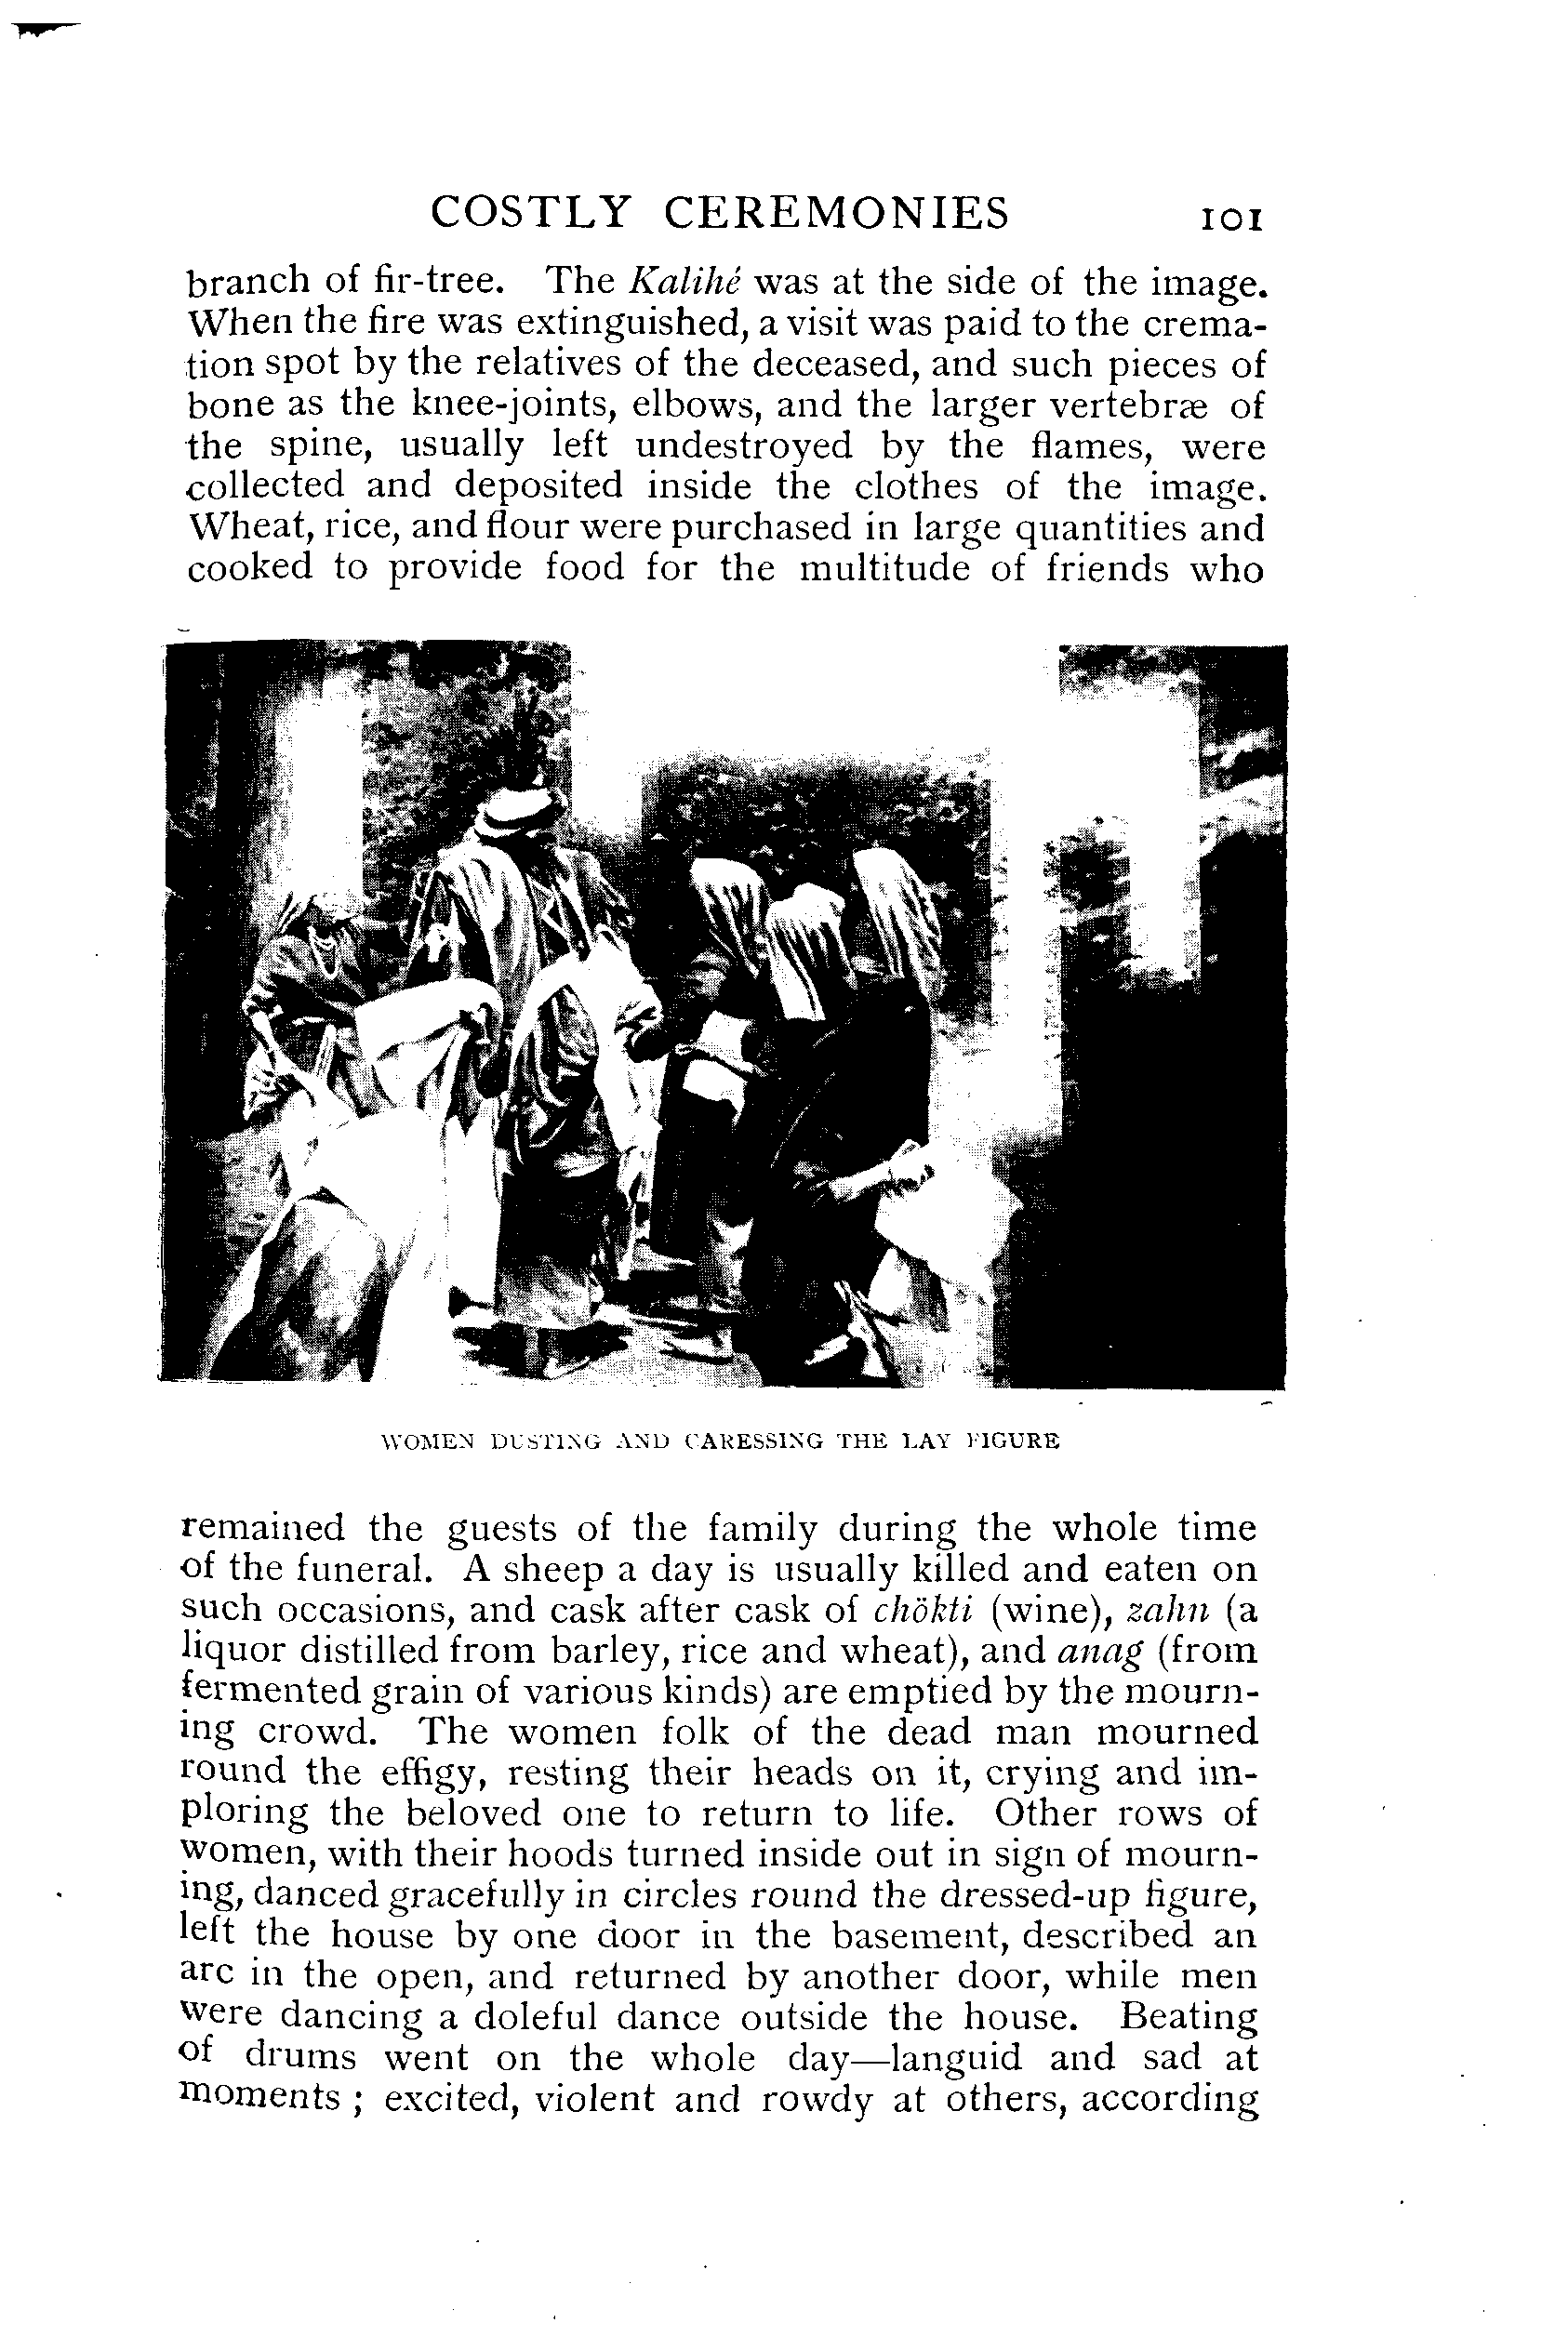 COSTLY CEREMONIES 101
branch of fir-tree. The Kalihé was at the side of the image.
When the fire was extinguished, a visit was paid to the crema-
tion spot by the relatives of the deceased, and such pieces of
bone as the knee-joints, elbows, and the larger vertebræ of
the spine, usually left undestroyed by the flames, were
collected and deposited inside the clothes of the image.
Wheat, rice, and flour were purchased in large quantities and
cooked to provide food for the multitude of friends who
WOMEN DUSTING AND CARESSING THE LAY FIGURE
remained the guests of the family during the whole time
of the funeral. A sheep a day is usually killed and eaten on
such occasions, and cask after cask of chökti (wine), zahn (a
liquor distilled from barley, rice and wheat), and anag (from
fermented grain of various kinds) are emptied by the mourn-
ing crowd. The women folk of the dead man mourned
round the effigy, resting their heads on it, crying and im-
ploring the beloved one to return to life. Other rows of
women, with their hoods turned inside out in sign of mourn-
ing, danced gracefully in circles round the dressed-up figure,
left the house by one door in the basement, described an
arc in the open, and returned by another door, while men
were dancing a doleful dance outside the house. Beating
of drums went on the whole day—languid and sad at
moments ; excited, violent and rowdy at others, according